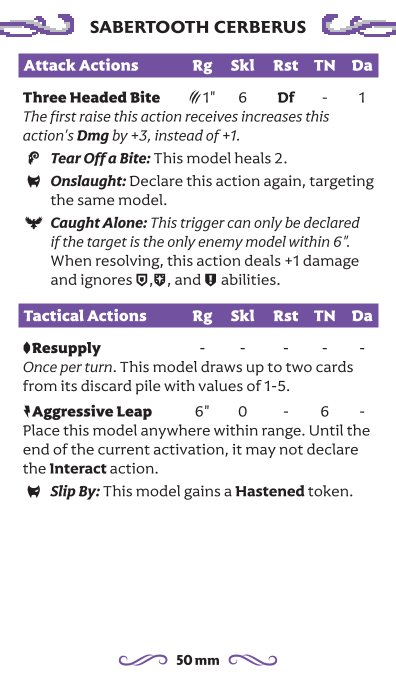 SABERTOOTH CERBERUS
Attack Actions Rg Skl Rst TN Da
Three Headed Bite 1" 6 Df - 1
The first raise this action receives increases this
action's Dmg by +3, instead of +1.
Tear Off a Bite: This model heals 2.
Onslaught: Declare this action again, targeting
the same model.
Caught Alone: This trigger can only be declared
if the target is the only enemy model within 6".
When resolving, this action deals +1 damage
and ignores , , and abilities.
Tactical Actions Rg Skl Rst TN Da
Resupply - - - - -
Once per turn. This model draws up to two cards
from its discard pile with values of 1-5.
Aggressive Leap 6" 0 - 6 -
Place this model anywhere within range. Until the
end of the current activation, it may not declare
the Interact action.
Slip By: This model gains a Hastened token.
50 mm